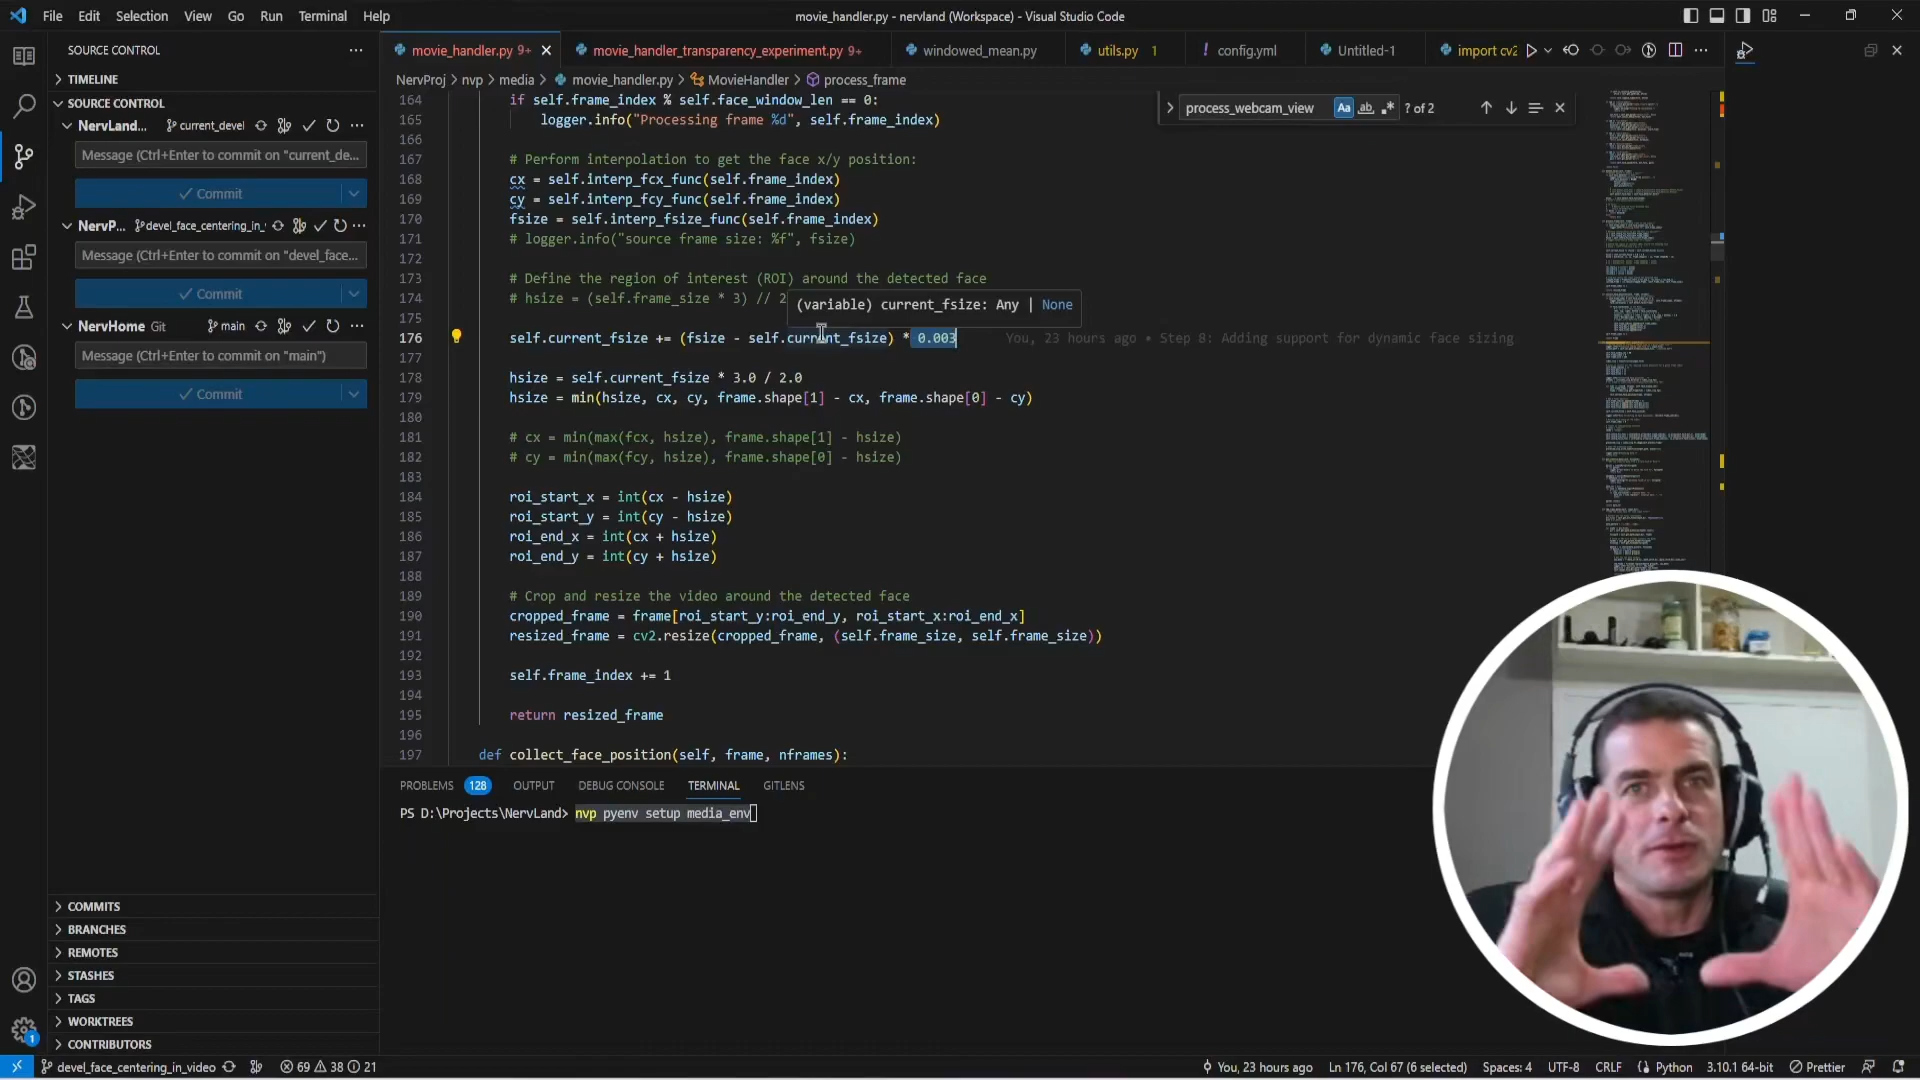 File Edit Selection View Go Run Terminal Help
movie_handler.py - nervland (Workspace) - Visual Studio Code
SOURCE CONTROL
TIMELINE
SOURCE CONTROL
NervLand... current_devel
Message (Ctrl+Enter to commit on "current_de...
Commit
NervP... devel_face_centering_in_
Message (Ctrl+Enter to commit on "devel_face...
Commit
NervHome Git main
Message (Ctrl+Enter to commit on "main")
Commit
COMMITS
BRANCHES
REMOTES
STASHES
TAGS
WORKTREES
CONTRIBUTORS
movie_handler.py 9+ movie_handler_transparency_experiment.py 9+ windowed_mean.py utils.py 1 config.yml Untitled-1 import cv2
NervProj > nvp > media > movie_handler.py > MovieHandler > process_frame
process_webcam_view Aa ab ? of 2
164 if self.frame_index % self.face_window_len == 0:
165 logger.info("Processing frame %d", self.frame_index)
166
167 # Perform interpolation to get the face x/y position:
168 cx = self.interp_fcx_func(self.frame_index)
169 cy = self.interp_fcy_func(self.frame_index)
170 fsize = self.interp_fsize_func(self.frame_index)
171 # logger.info("source frame size: %f", fsize)
172
173 # Define the region of interest (ROI) around the detected face
174 # hsize = (self.frame_size * 3) // 2
(variable) current_fsize: Any | None
175
176 self.current_fsize += (fsize - self.current_fsize) * 0.003 You, 23 hours ago • Step 8: Adding support for dynamic face sizing
177
178 hsize = self.current_fsize * 3.0 / 2.0
179 hsize = min(hsize, cx, cy, frame.shape[1] - cx, frame.shape[0] - cy)
180
181 # cx = min(max(fcx, hsize), frame.shape[1] - hsize)
182 # cy = min(max(fcy, hsize), frame.shape[0] - hsize)
183
184 roi_start_x = int(cx - hsize)
185 roi_start_y = int(cy - hsize)
186 roi_end_x = int(cx + hsize)
187 roi_end_y = int(cy + hsize)
188
189 # Crop and resize the video around the detected face
190 cropped_frame = frame[roi_start_y:roi_end_y, roi_start_x:roi_end_x]
191 resized_frame = cv2.resize(cropped_frame, (self.frame_size, self.frame_size))
192
193 self.frame_index += 1
194
195 return resized_frame
196
197 def collect_face_position(self, frame, nframes):
PROBLEMS 128 OUTPUT DEBUG CONSOLE TERMINAL GITLENS
PS D:\Projects\NervLand> nvp pyenv setup media_env
1
devel_face_centering_in_video 69 38 21
You, 23 hours ago Ln 176, Col 67 (6 selected) Spaces: 4 UTF-8 CRLF Python 3.10.1 64-bit Prettier